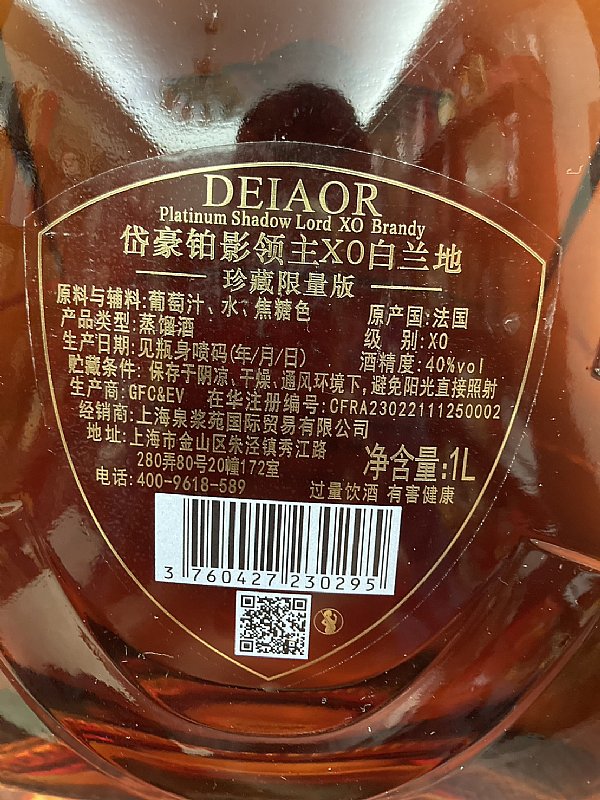 DEIAOR
Platinum Shadow Lord XO Brandy
岱豪铂影领主XO白兰地
珍藏限量版
原料与辅料:葡萄汁、水、焦糖色
原产国:法国
产品类型:蒸馏酒
级 别:XO
生产日期:见瓶身喷码(年/月/日)
酒精度:40%vol
贮藏条件:保存于阴凉、干燥、通风环境下,避免阳光直接照射
生产商:GFC&EV 在华注册编号:CFRA23022111250002
经销商:上海泉浆苑国际贸易有限公司
地址:上海市金山区朱泾镇秀江路
280弄80号20幢172室
净含量:1L
电话:400-9618-589
过量饮酒 有害健康
3 760427 230295